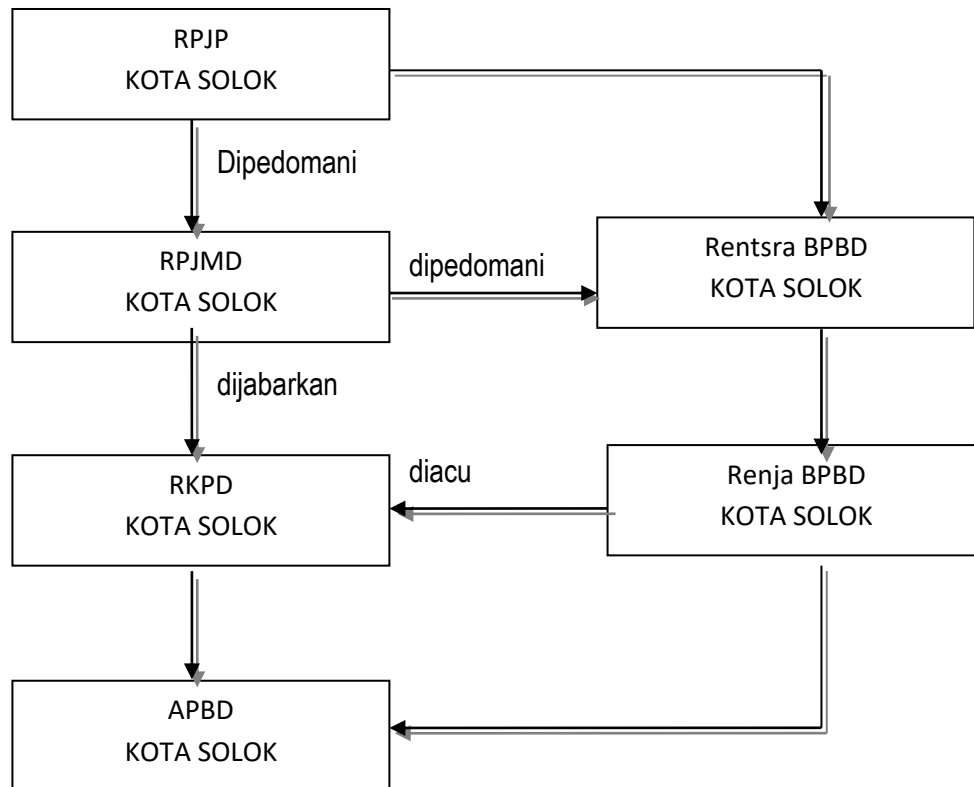 RPJP
KOTA SOLOK
Dipedomani
RPJMD
KOTA SOLOK
dipedomani
Rentsra BPBD
KOTA SOLOK
dijabarkan
RKPD
KOTA SOLOK
diacu
Renja BPBD
KOTA SOLOK
APBD
KOTA SOLOK